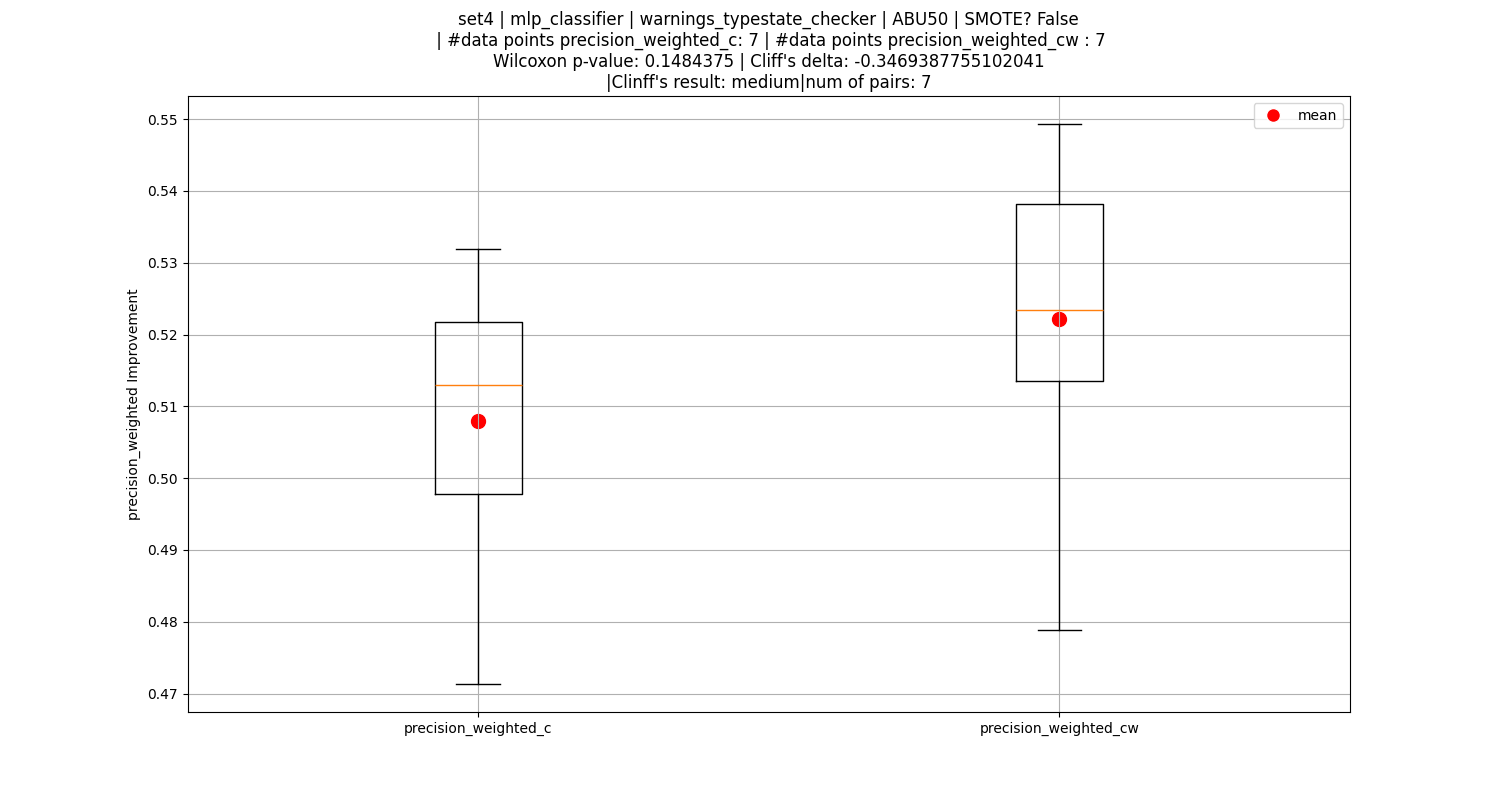 set4 | mlp_classifier | warnings_typestate_checker | ABU50 | SMOTE? False
| #data points precision_weighted_c: 7 | #data points precision_weighted_cw : 7
Wilcoxon p-value: 0.1484375 | Cliff's delta: -0.3469387755102041
|Clinff's result: medium|num of pairs: 7
mean
precision_weighted Improvement
0.55
0.54
0.53
0.52
0.51
0.50
0.49
0.48
0.47
precision_weighted_c
precision_weighted_cw